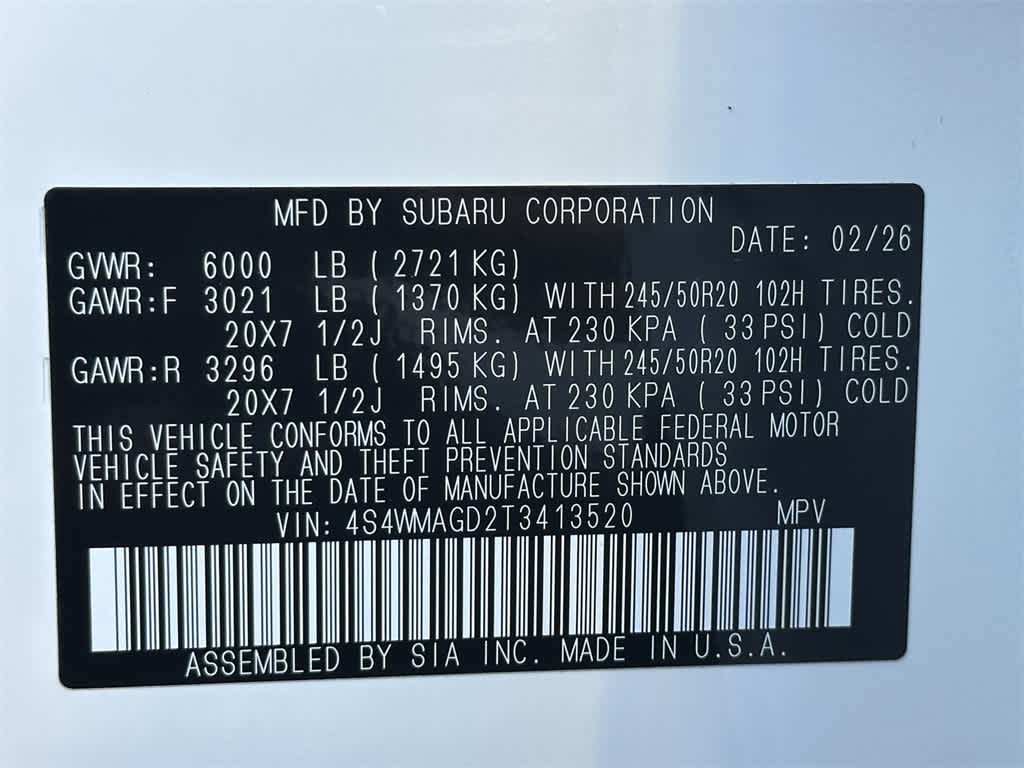 MFD BY SUBARU CORPORATION
DATE: 02/26
GVWR: 6000 LB ( 2721 KG)
GAWR:F 3021 LB ( 1370 KG) WITH 245/50R20 102H TIRES.
20X7 1/2J RIMS. AT 230 KPA ( 33 PSI) COLD
GAWR:R 3296 LB ( 1495 KG) WITH 245/50R20 102H TIRES.
20X7 1/2J RIMS. AT 230 KPA ( 33 PSI) COLD
THIS VEHICLE CONFORMS TO ALL APPLICABLE FEDERAL MOTOR
VEHICLE SAFETY AND THEFT PREVENTION STANDARDS
IN EFFECT ON THE DATE OF MANUFACTURE SHOWN ABOVE.
VIN: 4S4WMAGD2T3413520 MPV
ASSEMBLED BY SIA INC. MADE IN U.S.A.